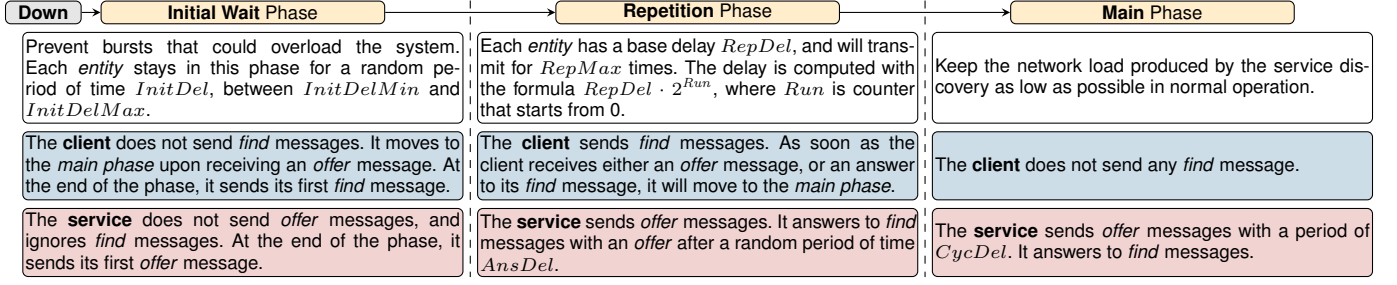 Down
Initial Wait Phase
Repetition Phase
Main Phase
Prevent bursts that could overload the system.
Each entity stays in this phase for a random pe-
riod of time InitDel, between InitDelMin and
InitDelMax.
Each entity has a base delay RepDel, and will trans-
mit for RepMax times. The delay is computed with
the formula RepDel · 2^Run, where Run is counter
that starts from 0.
Keep the network load produced by the service dis-
covery as low as possible in normal operation.
The client does not send find messages. It moves to
the main phase upon receiving an offer message. At
the end of the phase, it sends its first find message.
The client sends find messages. As soon as the
client receives either an offer message, or an answer
to its find message, it will move to the main phase.
The client does not send any find message.
The service does not send offer messages, and
ignores find messages. At the end of the phase, it
sends its first offer message.
The service sends offer messages. It answers to find
messages with an offer after a random period of time
AnsDel.
The service sends offer messages with a period of
CycDel. It answers to find messages.